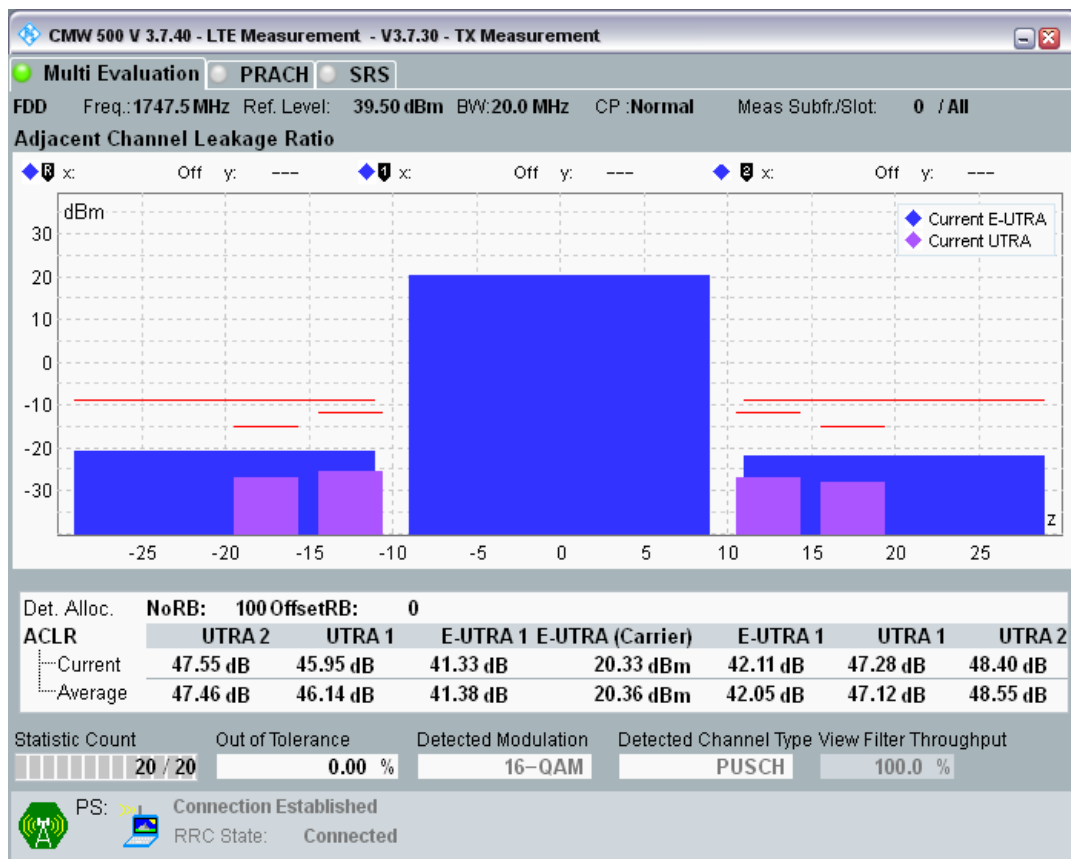 CMW 500 V 3.7.40 - LTE Measurement - V3.7.30 - TX Measurement
Multi Evaluation PRACH SRS
FDD Freq.:1747.5 MHz Ref. Level: 39.50 dBm BW:20.0 MHz CP :Normal Meas Subfr./Slot: 0 / All
Adjacent Channel Leakage Ratio
R x: Off y: --- 1 x: Off y: --- 2 x: Off y: ---
dBm
Current E-UTRA
Current UTRA
30
20
10
0
-10
-20
-30
z
-25 -20 -15 -10 -5 0 5 10 15 20 25
Det. Alloc. NoRB: 100 OffsetRB: 0
ACLR UTRA 2 UTRA 1 E-UTRA 1 E-UTRA (Carrier) E-UTRA 1 UTRA 1 UTRA 2
Current 47.55 dB 45.95 dB 41.33 dB 20.33 dBm 42.11 dB 47.28 dB 48.40 dB
Average 47.46 dB 46.14 dB 41.38 dB 20.36 dBm 42.05 dB 47.12 dB 48.55 dB
Statistic Count Out of Tolerance Detected Modulation Detected Channel Type View Filter Throughput
20 / 20 0.00 % 16-QAM PUSCH 100.0 %
PS: Connection Established
RRC State: Connected